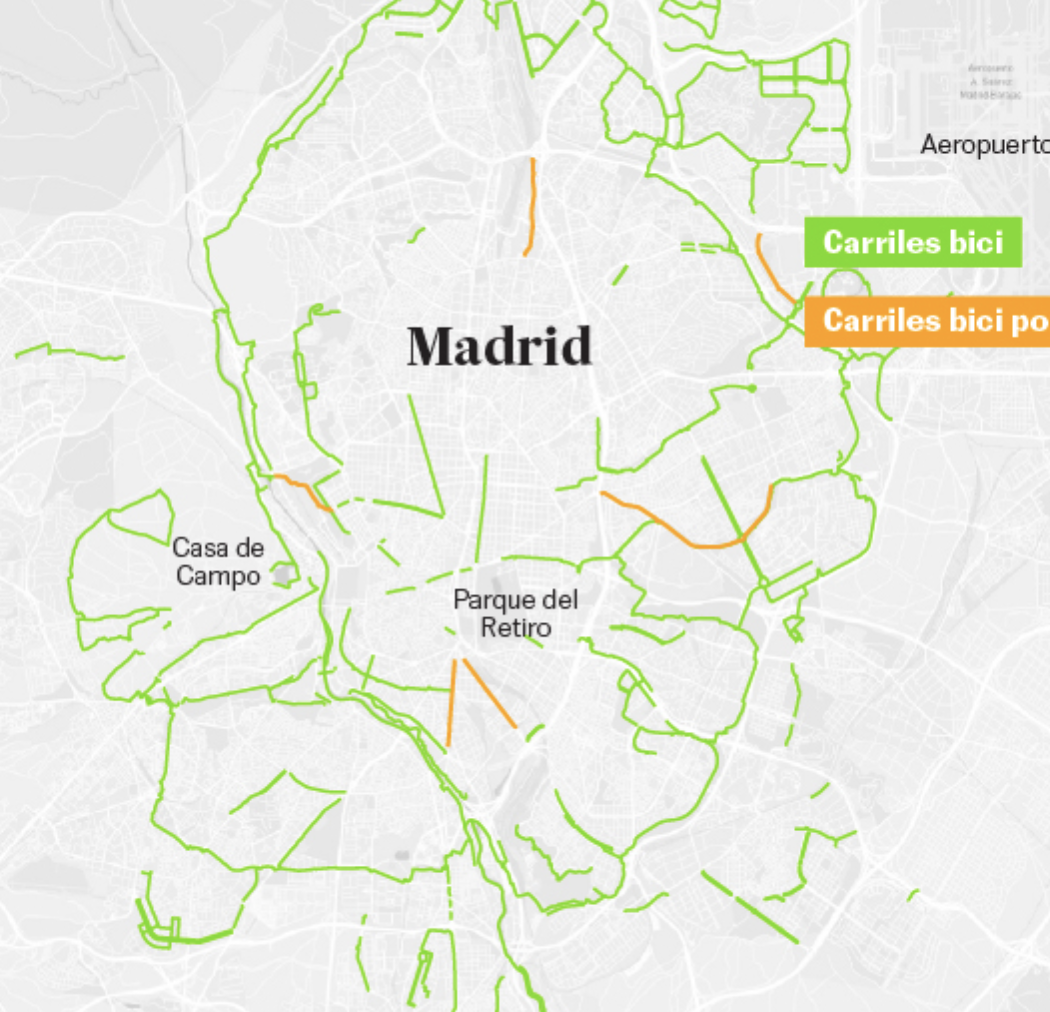 Aeropuerto
A. Suárez
Madrid-Barajas
Aeropuerto
Carriles bici
Carriles bici po
Madrid
Casa de
Campo
Parque del
Retiro